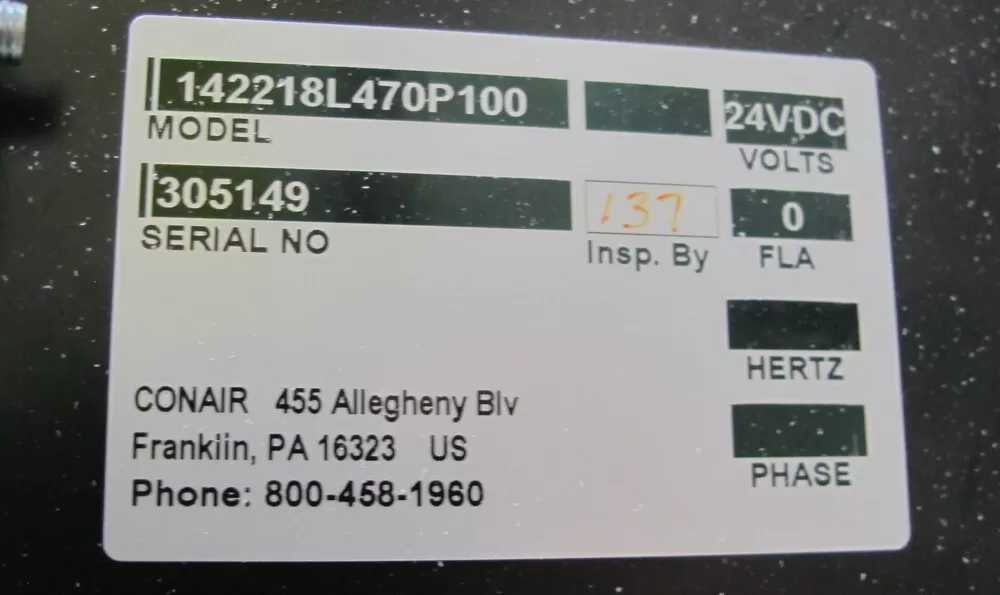 142218L470P100
24VDC
MODEL
VOLTS
305149
137
0
SERIAL NO
Insp. By
FLA
HERTZ
CONAIR 455 Allegheny Blv
Frankiin, PA 16323 US
PHASE
Phone: 800-458-1960